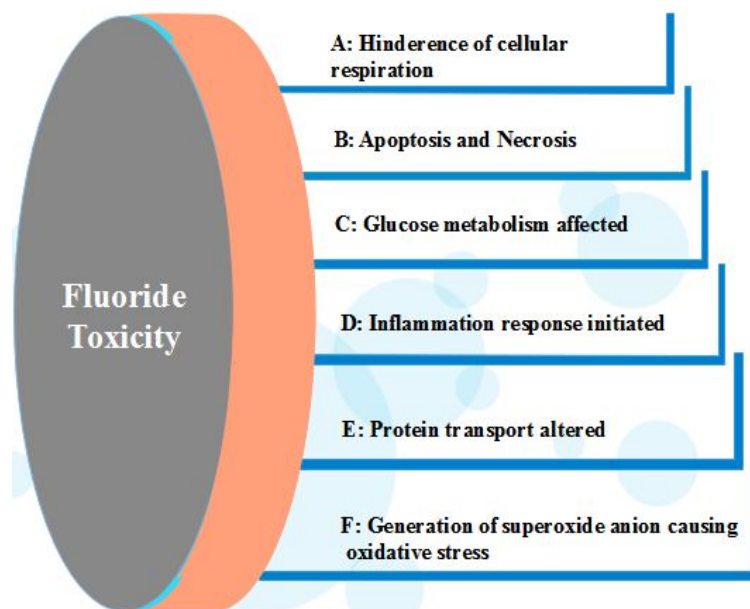 A: Hinderence of cellular
respiration
B: Apoptosis and Necrosis
C: Glucose metabolism affected
Fluoride
Toxicity
D: Inflammation response initiated
E: Protein transport altered
F: Generation of superoxide anion causing
oxidative stress